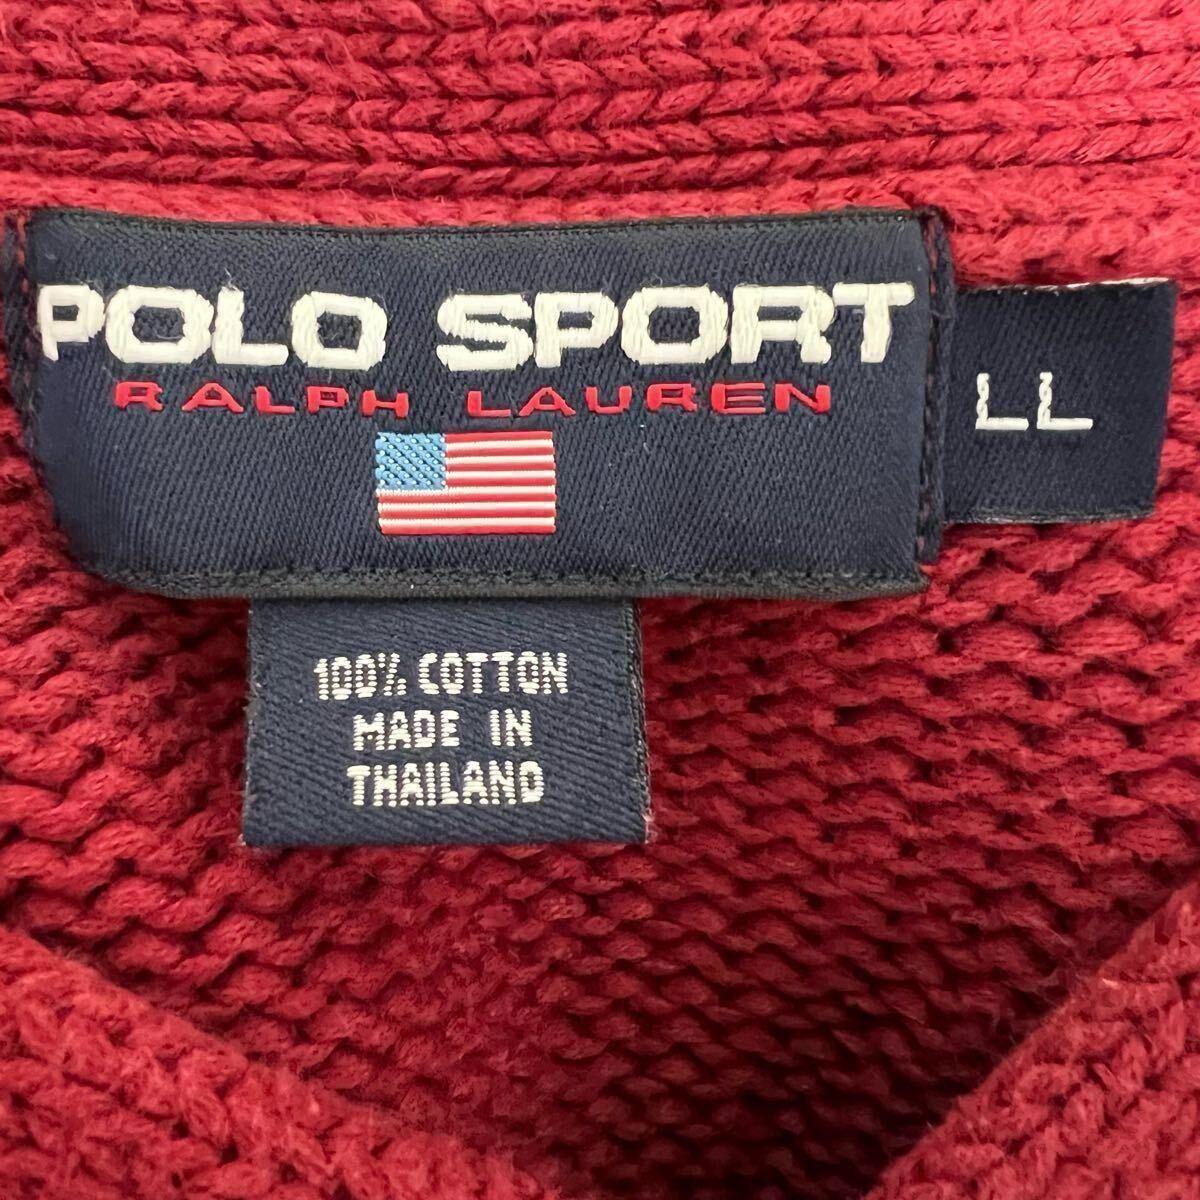 POLO SPORT
RALPH LAUREN
LL
100% COTTON
MADE IN
THAILAND